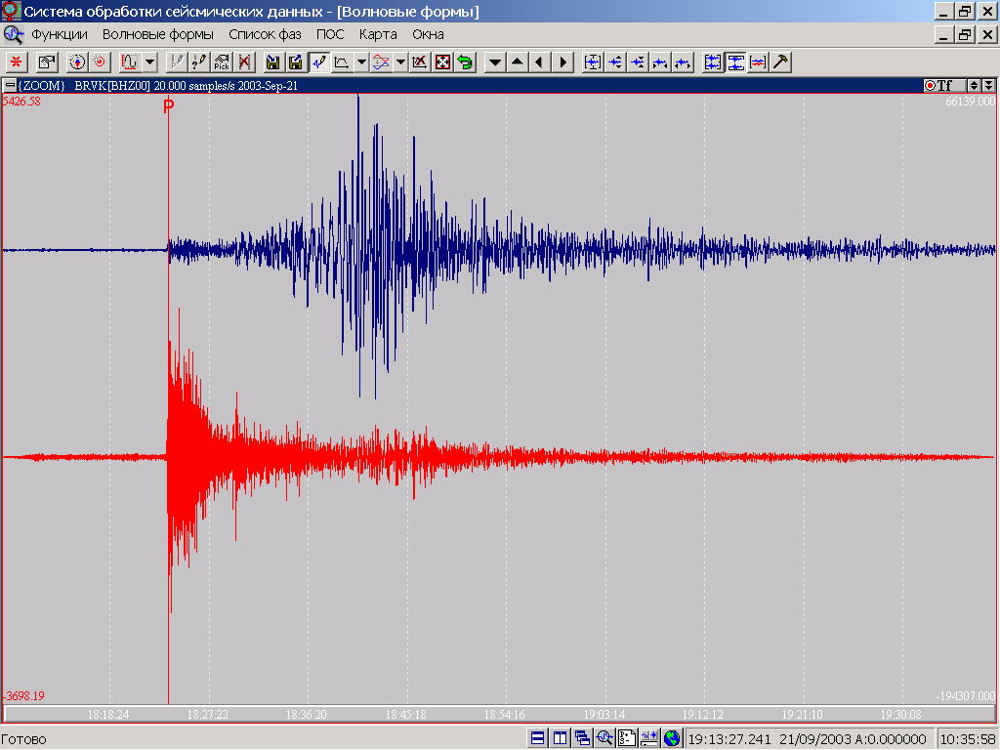 Система обработки сейсмических данных - [Волновые формы]
Функции Волновые формы Список фаз ПОС Карта Окна
Pick
{ZOOM} BRVK[BHZ00] 20.000 samples/s 2003-Sep-21 Tf
5426.58 66139.000
P
-3698.19 -194307.000
18:18:24 18:27:22 18:36:20 18:45:18 18:54:16 19:03:14 19:12:12 19:21:10 19:30:08
Готово 19:13:27.241 21/09/2003 A:0.000000 10:35:58